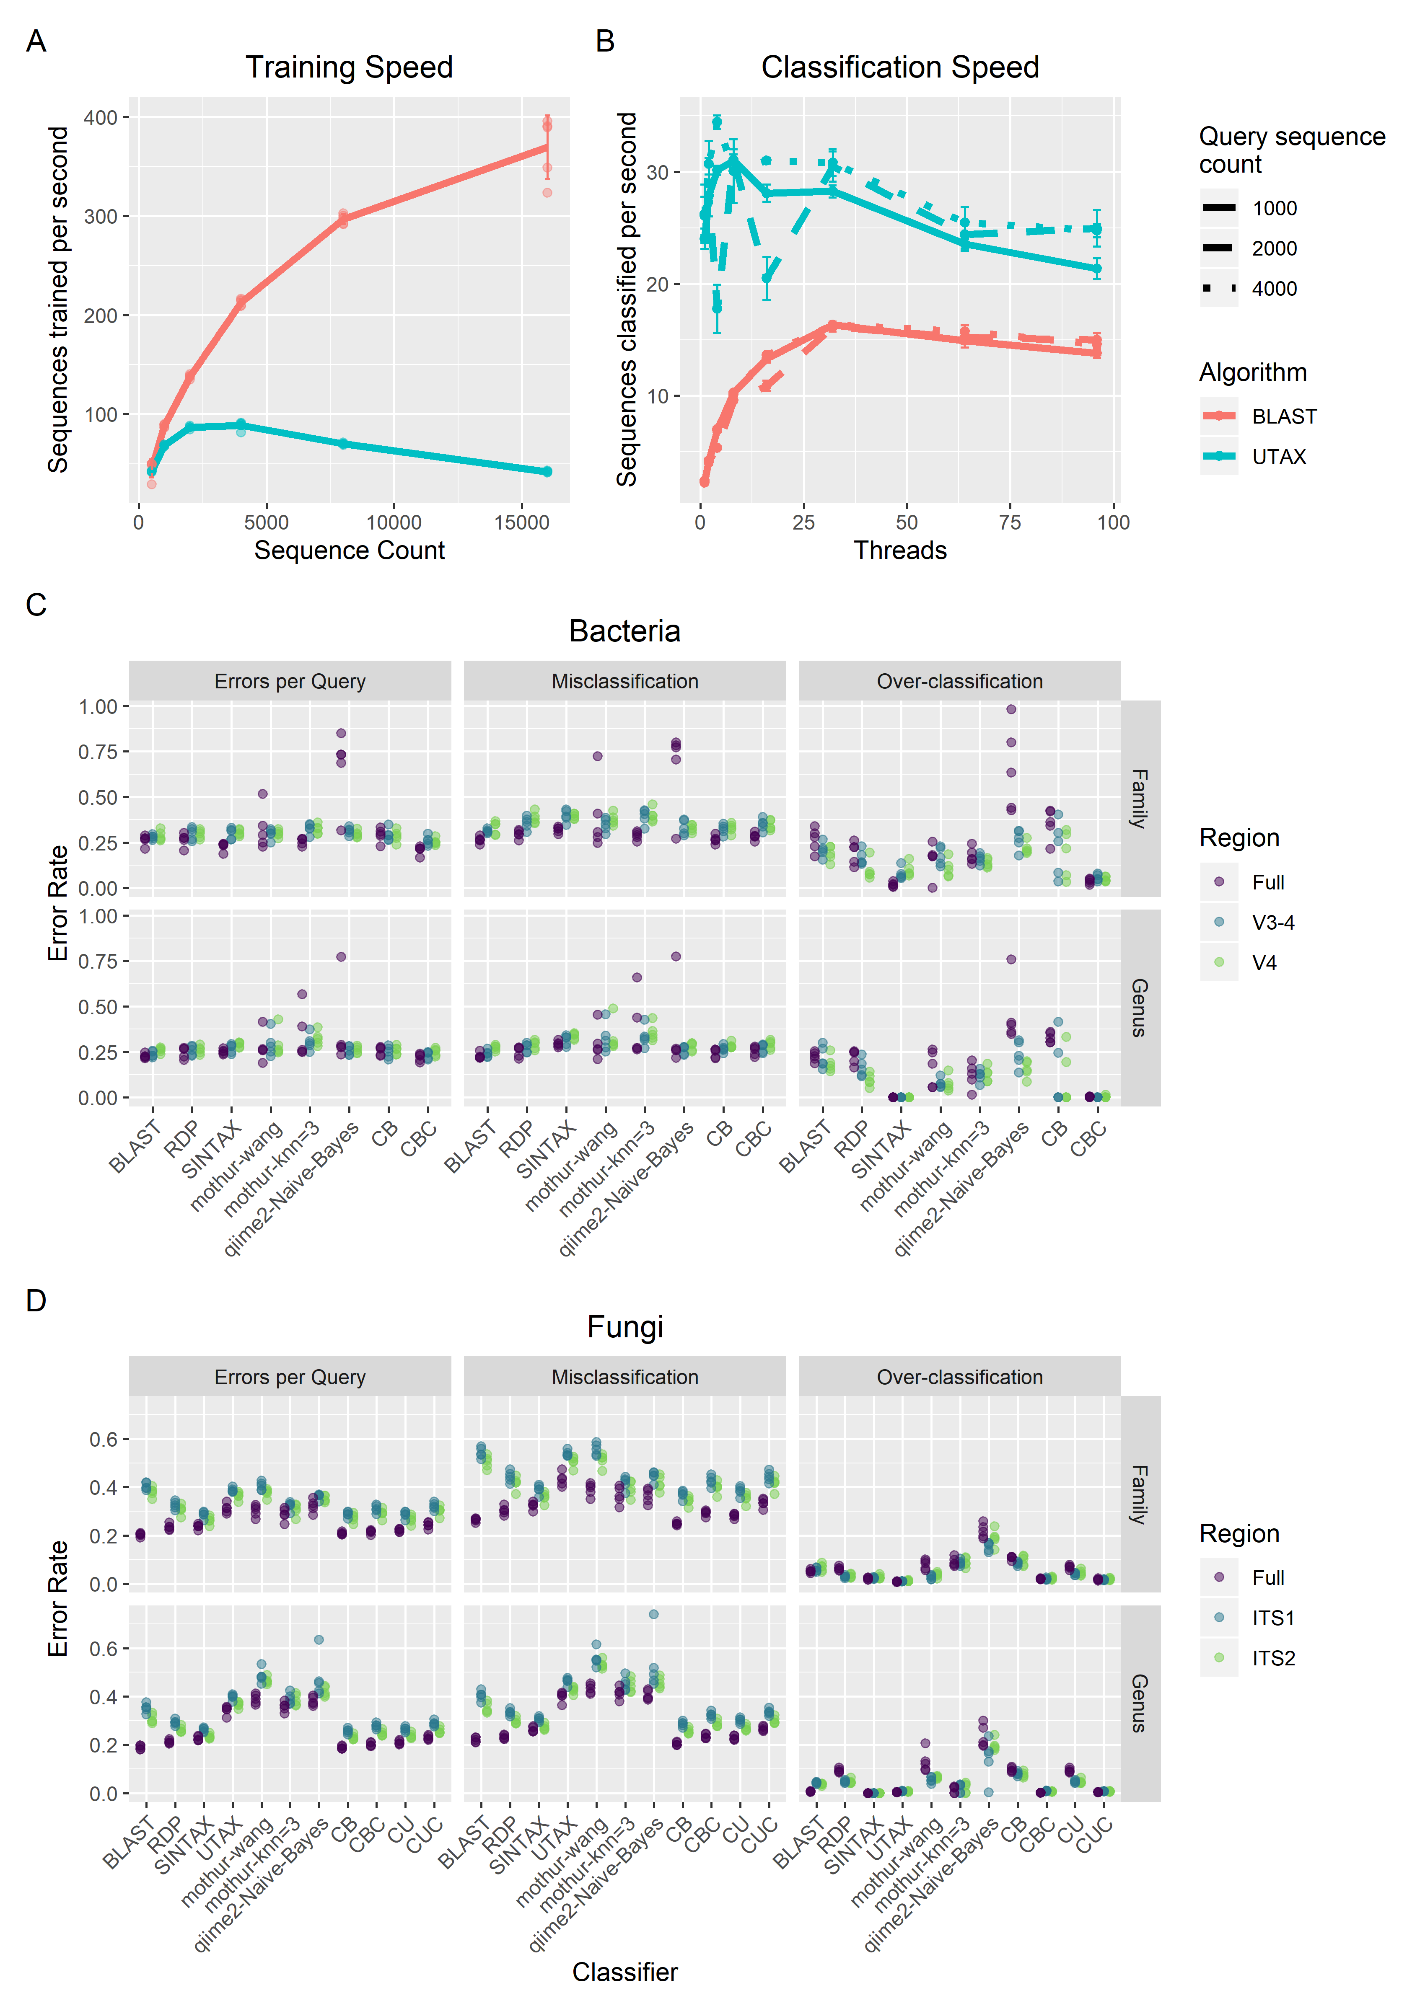 A
Training Speed
Sequences trained per second
400
300
200
100
0
5000
10000
15000
Sequence Count
B
Classification Speed
Sequences classified per second
30
20
10
0
25
50
75
100
Threads
Query sequence
count
1000
2000
4000
Algorithm
BLAST
UTAX
C
Bacteria
Errors per Query
Misclassification
Over-classification
Error Rate
1.00
0.75
0.50
0.25
0.00
Family
1.00
0.75
0.50
0.25
0.00
Genus
BLAST
RDP
SINTAX
mothur-wang
mothur-knn=3
qiime2-Naive-Bayes
CB
CBC
BLAST
RDP
SINTAX
mothur-wang
mothur-knn=3
qiime2-Naive-Bayes
CB
CBC
BLAST
RDP
SINTAX
mothur-wang
mothur-knn=3
qiime2-Naive-Bayes
CB
CBC
Region
Full
V3-4
V4
D
Fungi
Errors per Query
Misclassification
Over-classification
Error Rate
0.6
0.4
0.2
0.0
Family
0.6
0.4
0.2
0.0
Genus
BLAST
RDP
SINTAX
UTAX
mothur-wang
mothur-knn=3
qiime2-Naive-Bayes
CB
CBC
CU
CUC
BLAST
RDP
SINTAX
UTAX
mothur-wang
mothur-knn=3
qiime2-Naive-Bayes
CB
CBC
CU
CUC
BLAST
RDP
SINTAX
UTAX
mothur-wang
mothur-knn=3
qiime2-Naive-Bayes
CB
CBC
CU
CUC
Classifier
Region
Full
ITS1
ITS2